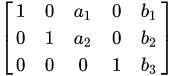 1 0 a₁ 0 b₁
0 1 a₂ 0 b₂
0 0 0 1 b₃